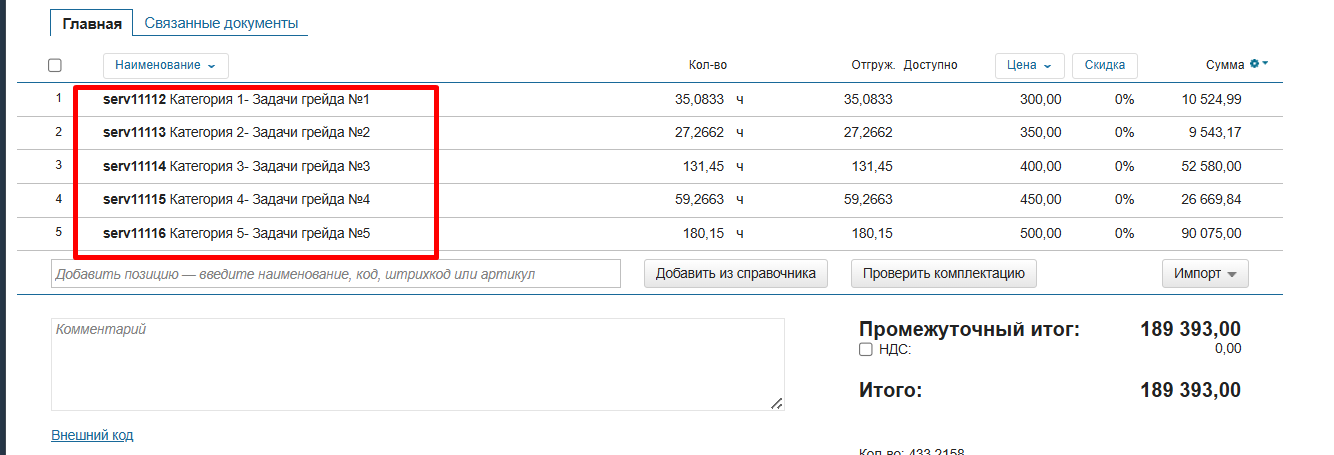 Главная Связанные документы
Наименование Кол-во Отгруж. Доступно Цена Скидка Сумма
1 serv11112 Категория 1- Задачи грейда №1 35,0833 ч 35,0833 300,00 0% 10 524,99
2 serv11113 Категория 2- Задачи грейда №2 27,2662 ч 27,2662 350,00 0% 9 543,17
3 serv11114 Категория 3- Задачи грейда №3 131,45 ч 131,45 400,00 0% 52 580,00
4 serv11115 Категория 4- Задачи грейда №4 59,2663 ч 59,2663 450,00 0% 26 669,84
5 serv11116 Категория 5- Задачи грейда №5 180,15 ч 180,15 500,00 0% 90 075,00
Добавить позицию — введите наименование, код, штрихкод или артикул Добавить из справочника Проверить комплектацию Импорт
Комментарий
Промежуточный итог: 189 393,00
НДС: 0,00
Итого: 189 393,00
Внешний код
Кол-во: 433,2158